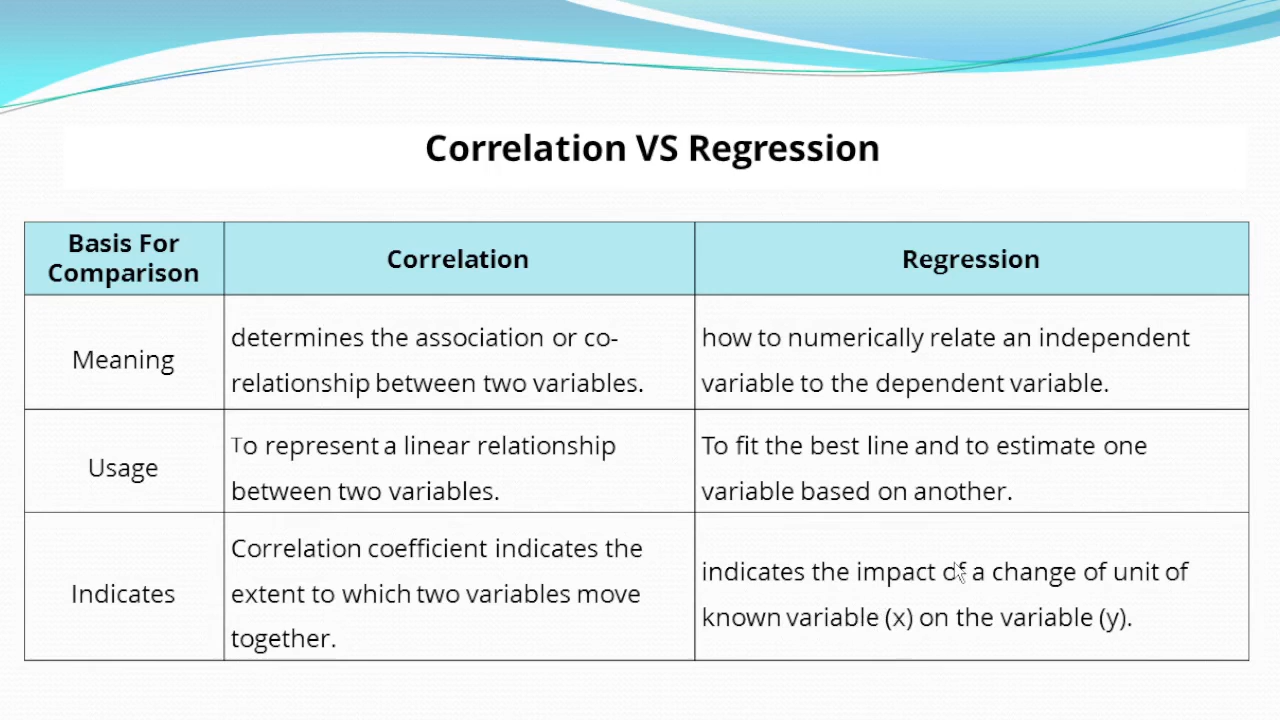 Correlation VS Regression
Basis For
Comparison
Correlation
Regression
Meaning
determines the association or co-
relationship between two variables.
how to numerically relate an independent
variable to the dependent variable.
Usage
To represent a linear relationship
between two variables.
To fit the best line and to estimate one
variable based on another.
Indicates
Correlation coefficient indicates the
extent to which two variables move
together.
indicates the impact of a change of unit of
known variable (x) on the variable (y).